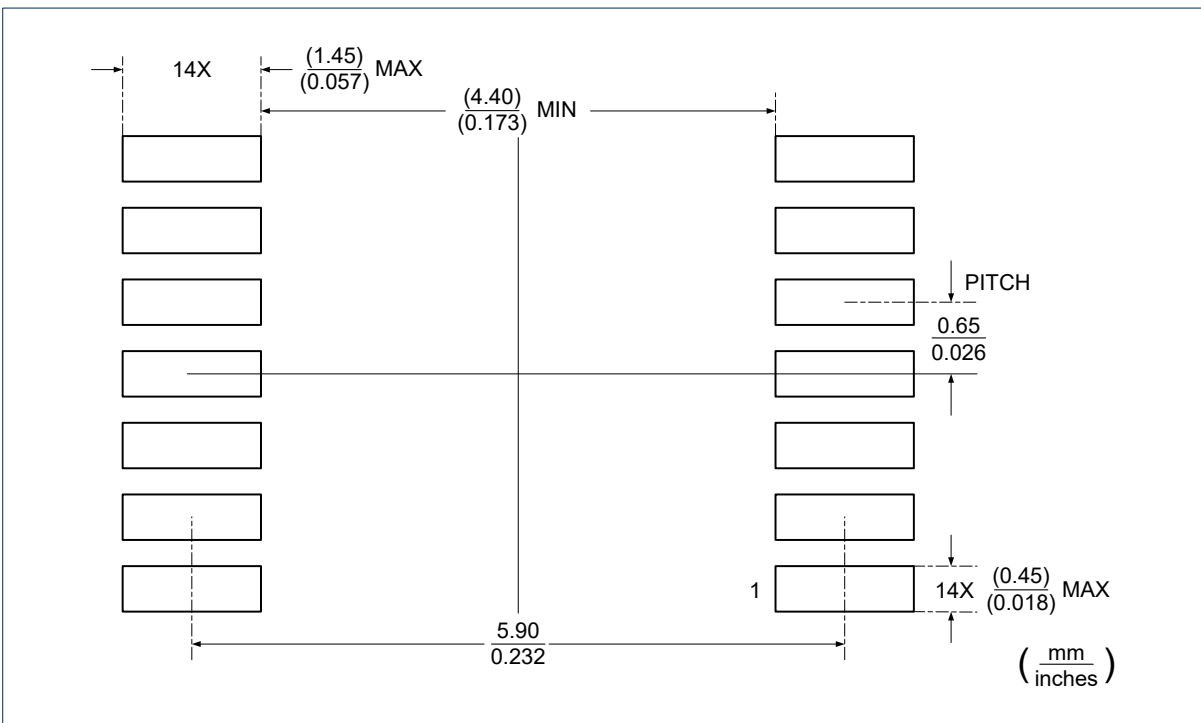 14X
(1.45)
(0.057)
MAX
(4.40)
(0.173)
MIN
PITCH
0.65
0.026
1
14X
(0.45)
(0.018)
MAX
5.90
0.232
(mm
inches)